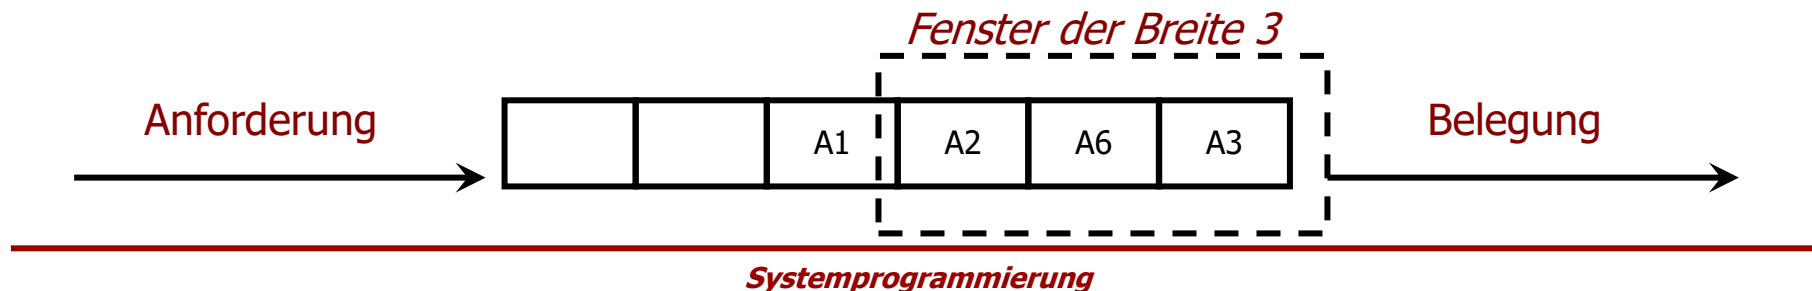 Fenster der Breite 3
Anforderung
A1 A2 A6 A3
Belegung
Systemprogrammierung